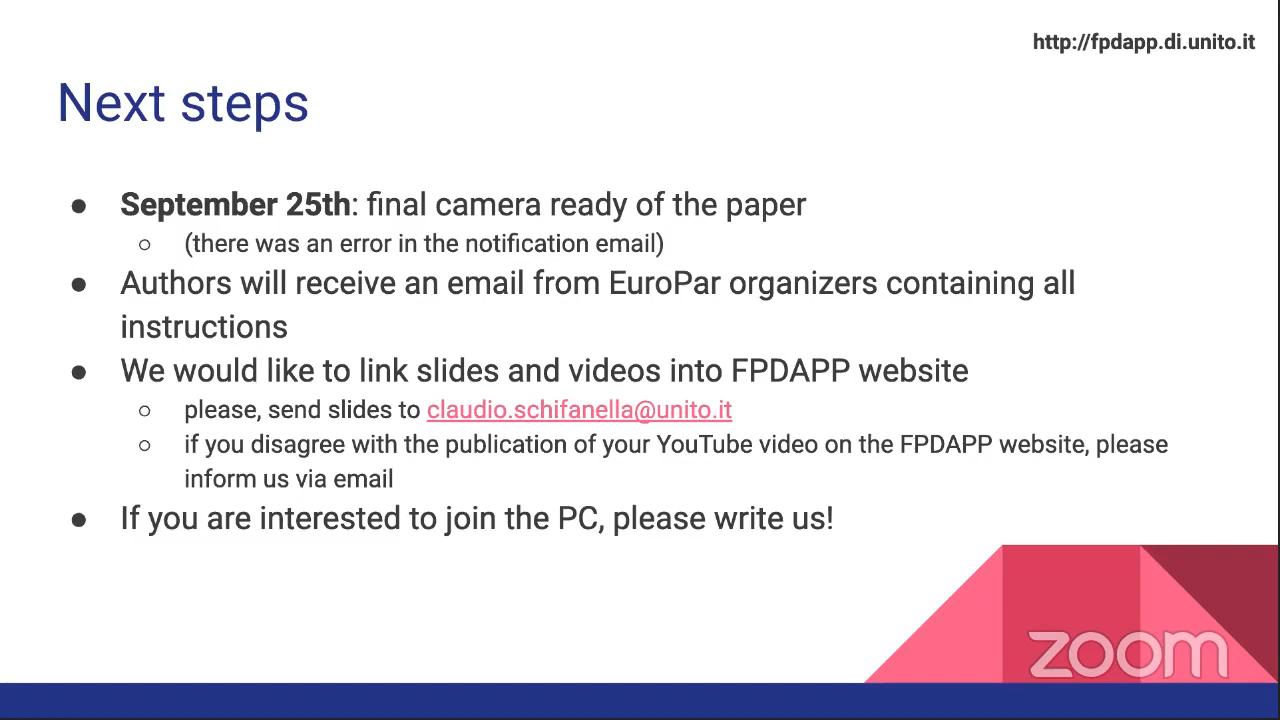 http://fpdapp.di.unito.it
Next steps
● September 25th: final camera ready of the paper
○ (there was an error in the notification email)
● Authors will receive an email from EuroPar organizers containing all
instructions
● We would like to link slides and videos into FPDAPP website
○ please, send slides to claudio.schifanella@unito.it
○ if you disagree with the publication of your YouTube video on the FPDAPP website, please
inform us via email
● If you are interested to join the PC, please write us!
zoom